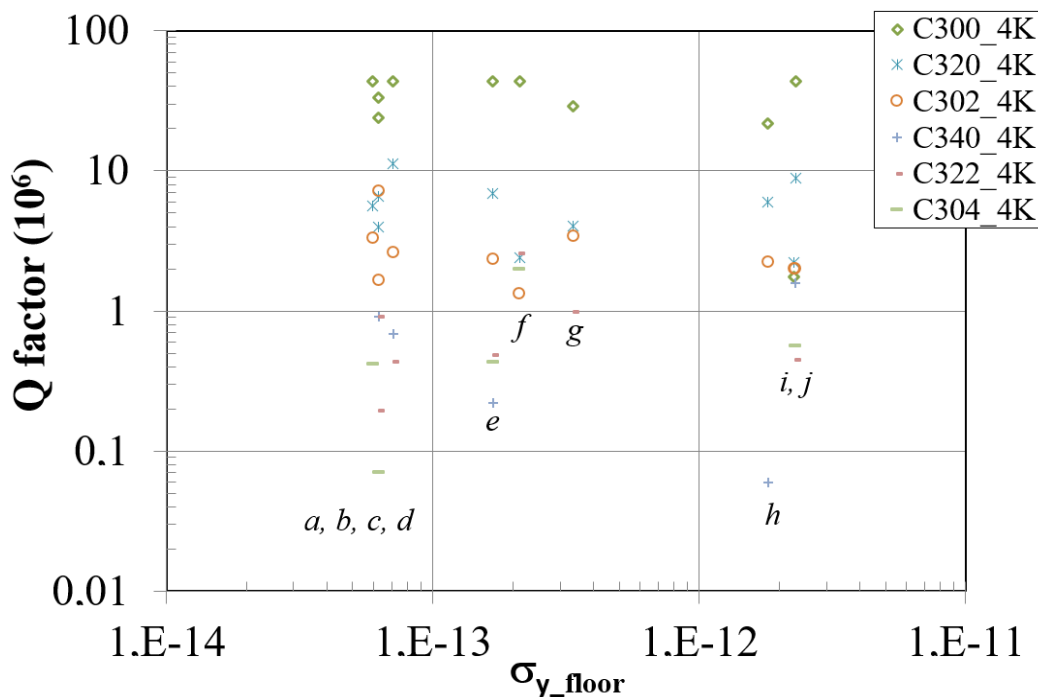 100
10
1
0,1
0,01
Q factor (10⁶)
C300_4K
C320_4K
C302_4K
C340_4K
C322_4K
C304_4K
f
g
e
i, j
h
a, b, c, d
1,E-14
1,E-13
1,E-12
1,E-11
σy_floor